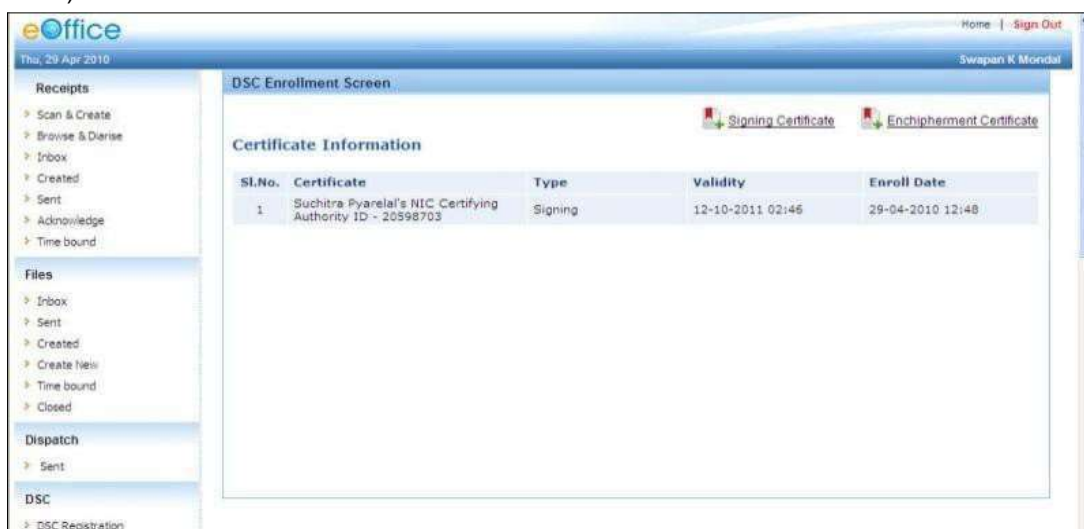 eOffice
Home | Sign Out
Thu, 29 Apr 2010
Swapan K Mondal
Receipts
Scan & Create
Browse & Diarise
Inbox
Created
Sent
Acknowledge
Time bound
Files
Inbox
Sent
Created
Create New
Time bound
Closed
Dispatch
Sent
DSC
DSC Registration
DSC Enrollment Screen
Signing Certificate
Enchipherment Certificate
Certificate Information
Sl.No. Certificate Type Validity Enroll Date
1 Suchitra Pyarelal's NIC Certifying Authority ID - 20598703 Signing 12-10-2011 02:46 29-04-2010 12:48